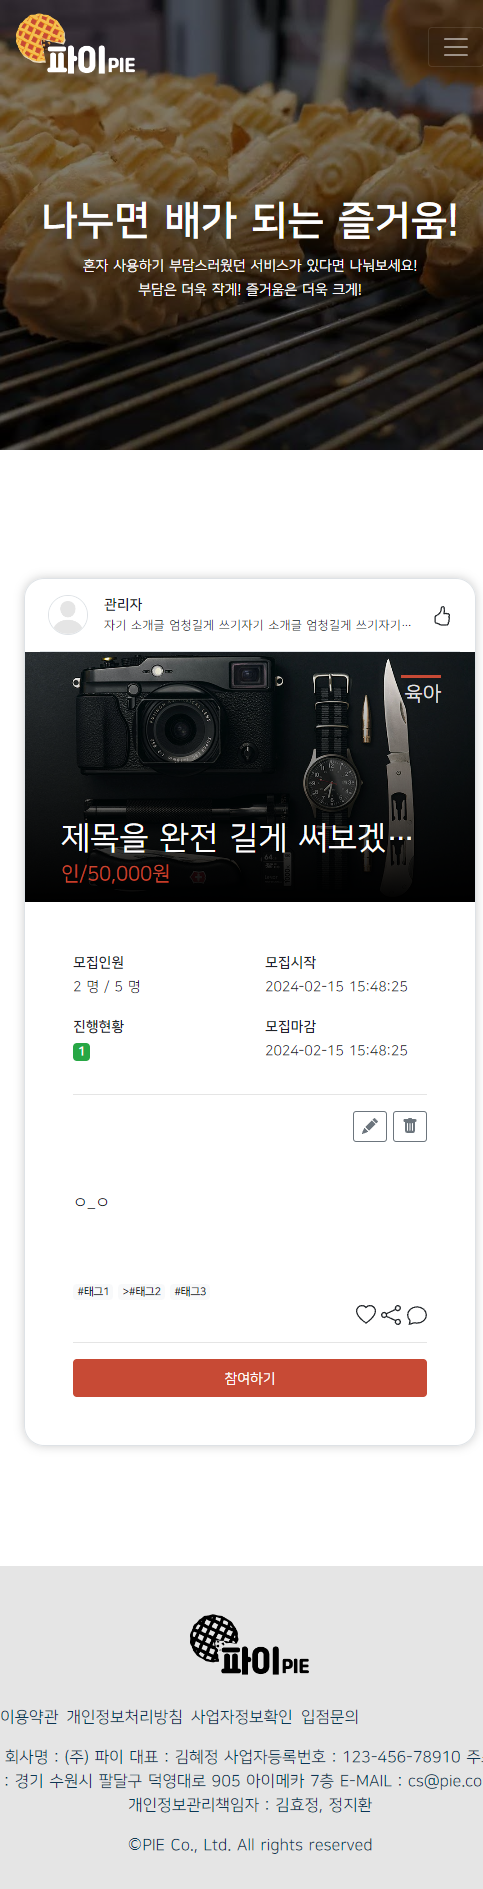 파이 PIE
나누면 배가 되는 즐거움!
혼자 사용하기 부담스러웠던 서비스가 있다면 나눠보세요!
부담은 더욱 작게! 즐거움은 더욱 크게!
관리자
자기 소개글 엄청길게 쓰기자기 소개글 엄청길게 쓰기자기…
육아
제목을 완전 길게 써보겠…
인/50,000원
모집인원
2 명 / 5 명
모집시작
2024-02-15 15:48:25
진행현황
1
모집마감
2024-02-15 15:48:25
ㅇ_ㅇ
#태그1 >#태그2 #태그3
참여하기
파이 PIE
이용약관 개인정보처리방침 사업자정보확인 입점문의
회사명 : (주) 파이 대표 : 김혜정 사업자등록번호 : 123-456-78910 주
: 경기 수원시 팔달구 덕영대로 905 아이메카 7층 E-MAIL : cs@pie.co
개인정보관리책임자 : 김효정, 정지환
©PIE Co., Ltd. All rights reserved